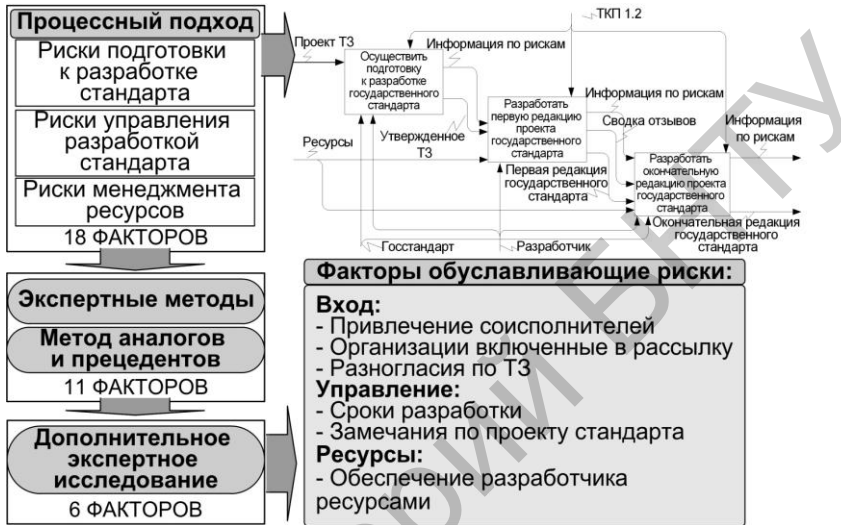 Процессный подход
Риски подготовки
к разработке
стандарта
Риски управления
разработкой
стандарта
Риски менеджмента
ресурсов
18 ФАКТОРОВ
Экспертные методы
Метод аналогов
и прецедентов
11 ФАКТОРОВ
Дополнительное
экспертное
исследование
6 ФАКТОРОВ
ТКП 1.2
Проект ТЗ
Осуществить
подготовку
к разработке
государственного
стандарта
Информация по рискам
Утвержденное
ТЗ
Ресурсы
Разработать
первую редакцию
проекта
государственного
стандарта
Информация по рискам
Сводка отзывов
Первая редакция
государственного
стандарта
Разработать
окончательную
редакцию проекта
государственного
стандарта
Информация
по рискам
Окончательная редакция
государственного
стандарта
Госстандарт
Разработчик
Факторы обуславливающие риски:
Вход:
- Привлечение соисполнителей
- Организации включенные в рассылку
- Разногласия по ТЗ
Управление:
- Сроки разработки
- Замечания по проекту стандарта
Ресурсы:
- Обеспечение разработчика
ресурсами